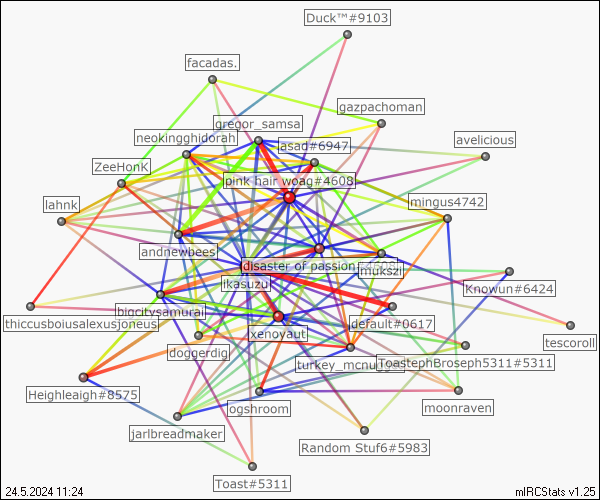 Duck™#9103
facadas.
gazpachoman
gregor_samsa
neokingghidorah
jasad#6947
avelicious
ZeeHonK
pink hair woag#4608
lahnk
mingus4742
andnewbees
disaster of passion
mukszi
ikasuzu
Knowun#6424
bigcitysamurai
thiccusboiusalexusjoneus
default#0617
xenoyaut
tescoroll
doggerdig
turkey_mcnu
ToastephBroseph5311#5311
Heighleaigh#8575
ogshroom
moonraven
jarlbreadmaker
Random Stuf6#5983
Toast#5311
24.5.2024 11:24
mIRCStats v1.25